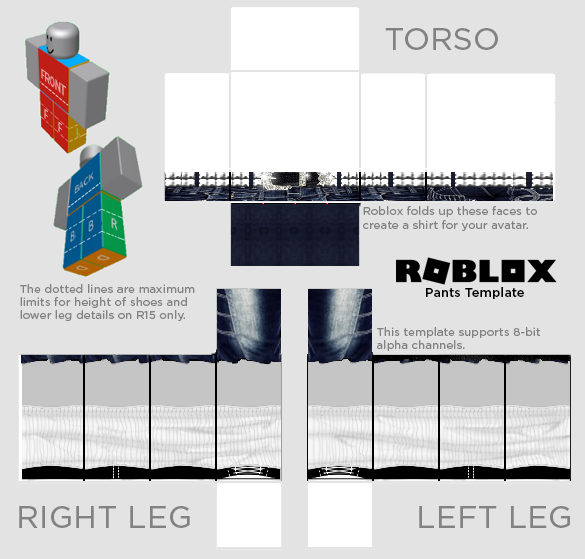 TORSO
FRONT
F F L
BACK
B B R
Roblox folds up these faces to
create a shirt for your avatar.
ROBLOX
Pants Template
The dotted lines are maximum
limits for height of shoes and
lower leg details on R15 only.
This template supports 8-bit
alpha channels.
RIGHT LEG
LEFT LEG